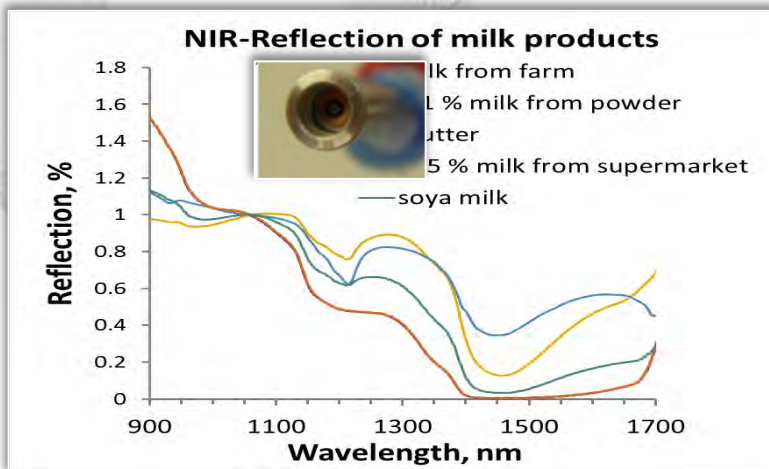 NIR-Reflection of milk products
lk from farm
1 % milk from powder
utter
5 % milk from supermarket
soya milk
Reflection, %
1.8
1.6
1.4
1.2
1
0.8
0.6
0.4
0.2
0
900 1100 1300 1500 1700
Wavelength, nm